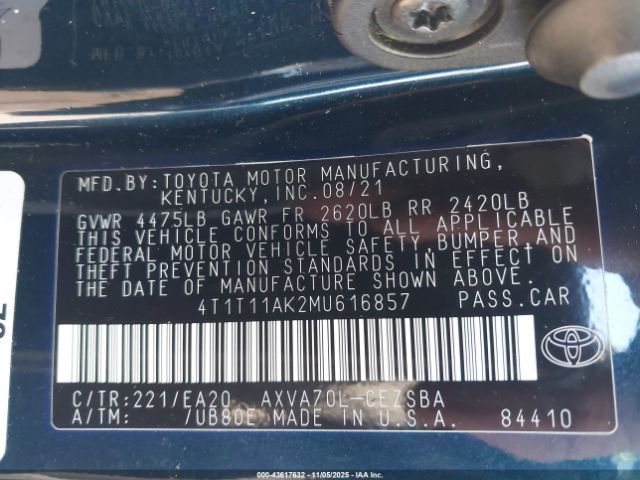 MFD.BY:TOYOTA MOTOR MANUFACTURING,
KENTUCKY, INC.08/21
GVWR 4475LB GAWR FR 2620LB RR 2420LB
THIS VEHICLE CONFORMS TO ALL APPLICABLE
FEDERAL MOTOR VEHICLE SAFETY, BUMPER,AND
THEFT PREVENTION STANDARDS IN EFFECT ON
THE DATE OF MANUFACTURE SHOWN ABOVE.
4T1T11AK2MU616857 PASS.CAR
C/TR:221/EA20 AXVA70L-CEZSBA
A/TM: /UB80E MADE IN U.S.A. 84410
TOYOTA
© IAA -000-43617632 - 11/05/2025 - IAAI.COM